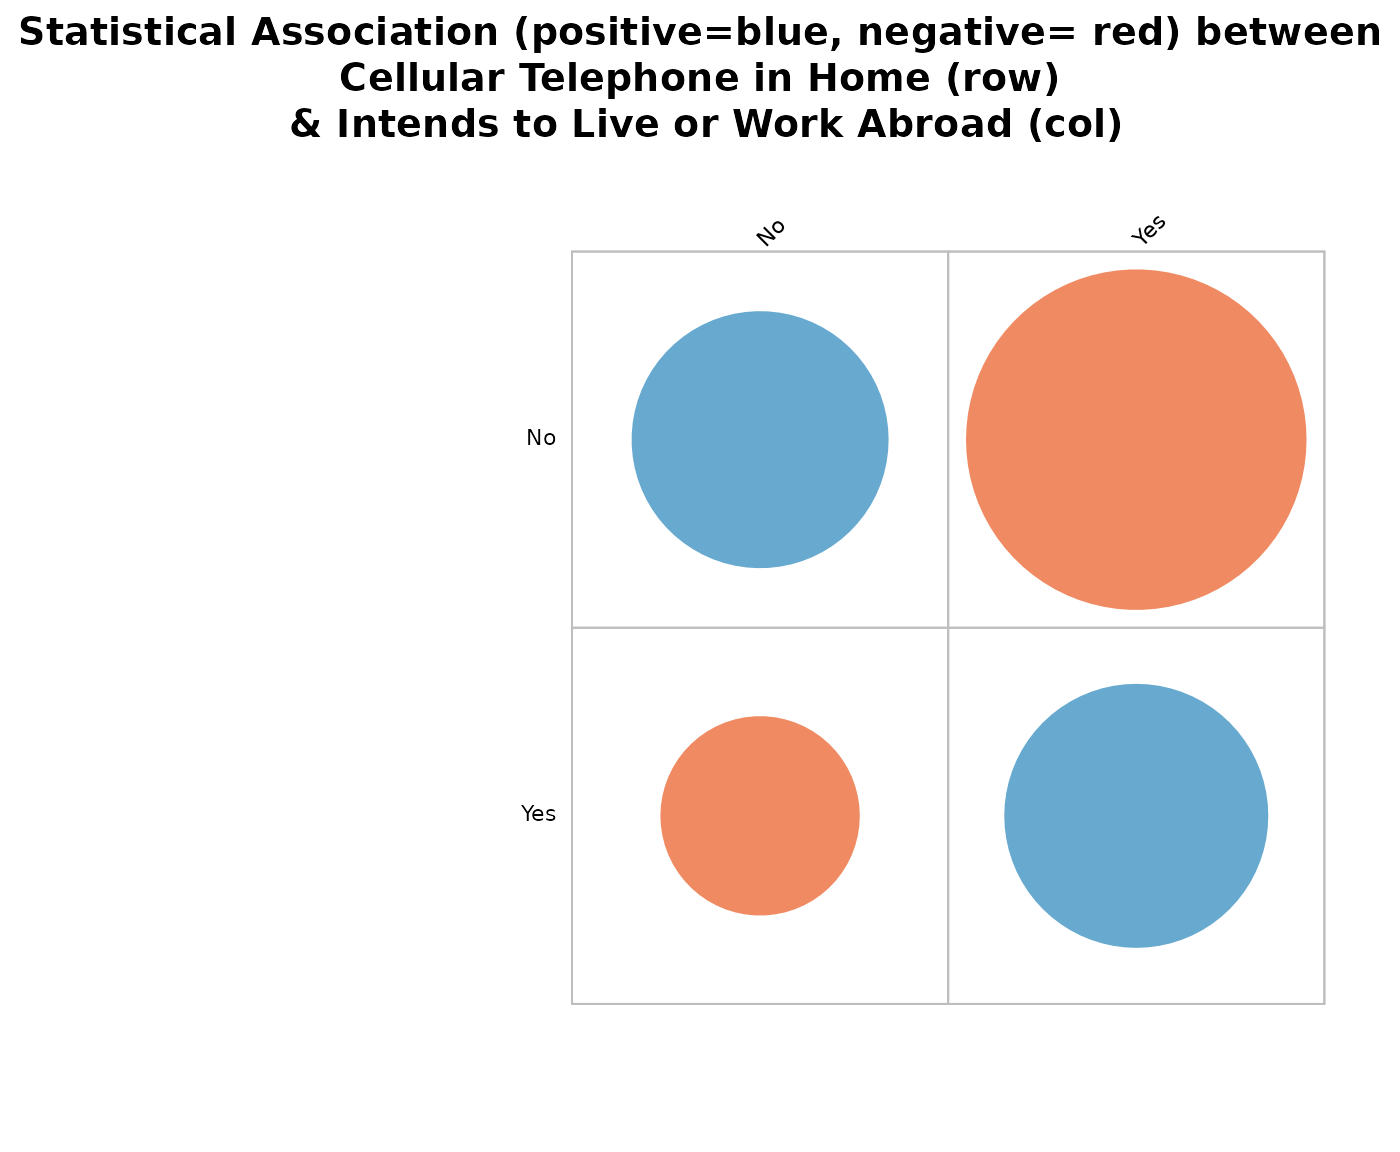 Statistical Association (positive=blue, negative= red) between
Cellular Telephone in Home (row)
& Intends to Live or Work Abroad (col)
No
Yes
No
Yes